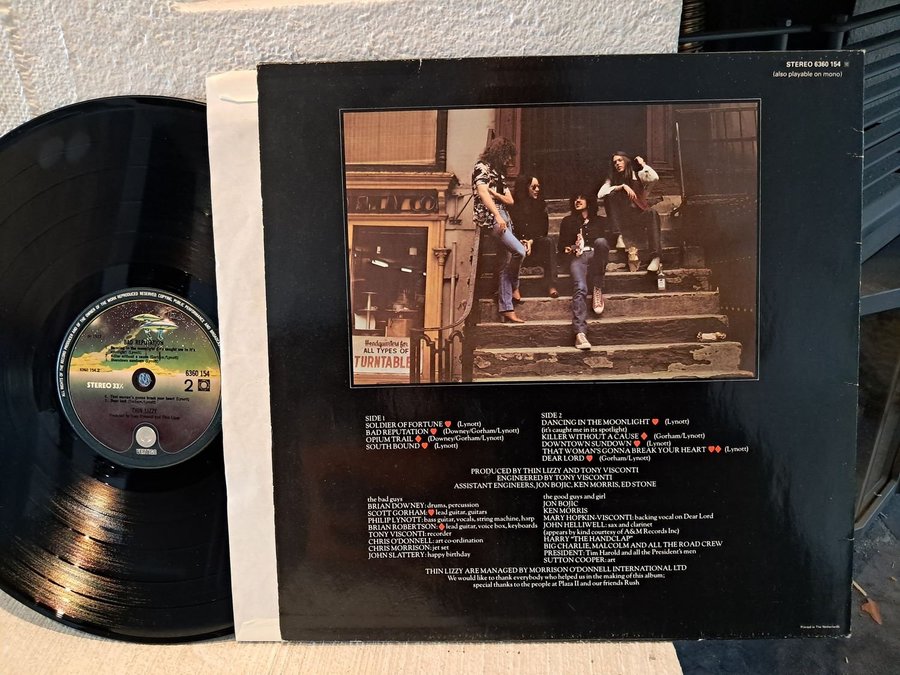 STEREO 6360 154
(also playable on mono)
Headquarters for
ALL TYPES OF
TURNTABLE
SIDE 1
SOLDIER OF FORTUNE (Lynott)
BAD REPUTATION (Downey/Gorham/Lynott)
OPIUM TRAIL (Downey/Gorham/Lynott)
SOUTH BOUND (Lynott)
SIDE 2
DANCING IN THE MOONLIGHT (Lynott)
(it's caught me in its spotlight)
KILLER WITHOUT A CAUSE (Gorham/Lynott)
DOWNTOWN SUNDOWN (Lynott)
THAT WOMAN'S GONNA BREAK YOUR HEART (Lynott)
DEAR LORD (Gorham/Lynott)
PRODUCED BY THIN LIZZY AND TONY VISCONTI
ENGINEERED BY TONY VISCONTI
ASSISTANT ENGINEERS, JON BOJIC, KEN MORRIS, ED STONE
the bad guys
BRIAN DOWNEY: drums, percussion
SCOTT GORHAM: lead guitar, guitars
PHILIP LYNOTT: bass guitar, vocals, string machine, harp
BRIAN ROBERTSON: lead guitar, voice box, keyboards
TONY VISCONTI: recorder
CHRIS O'DONNELL: art co-ordination
CHRIS MORRISON: jet set
JOHN SLATTERY: happy birthday
the good guys and girl
JON BOJIC
KEN MORRIS
MARY HOPKIN-VISCONTI: backing vocal on Dear Lord
JOHN HELLIWELL: sax and clarinet
(appears by kind courtesy of A&M Records Inc)
HARRY "THE HANDCLAP"
BIG CHARLIE, MALCOLM AND ALL THE ROAD CREW
PRESIDENT: Tim Harold and all the President's men
SUTTON COOPER: art
THIN LIZZY ARE MANAGED BY MORRISON O'DONNELL INTERNATIONAL LTD
We would like to thank everybody who helped us in the making of this album;
special thanks to the people at Plaza II and our friends Rush
Printed in The Netherlands
BAD REPUTATION
6360 154
STEREO 33⅓
2
THIN LIZZY
VERTIGO